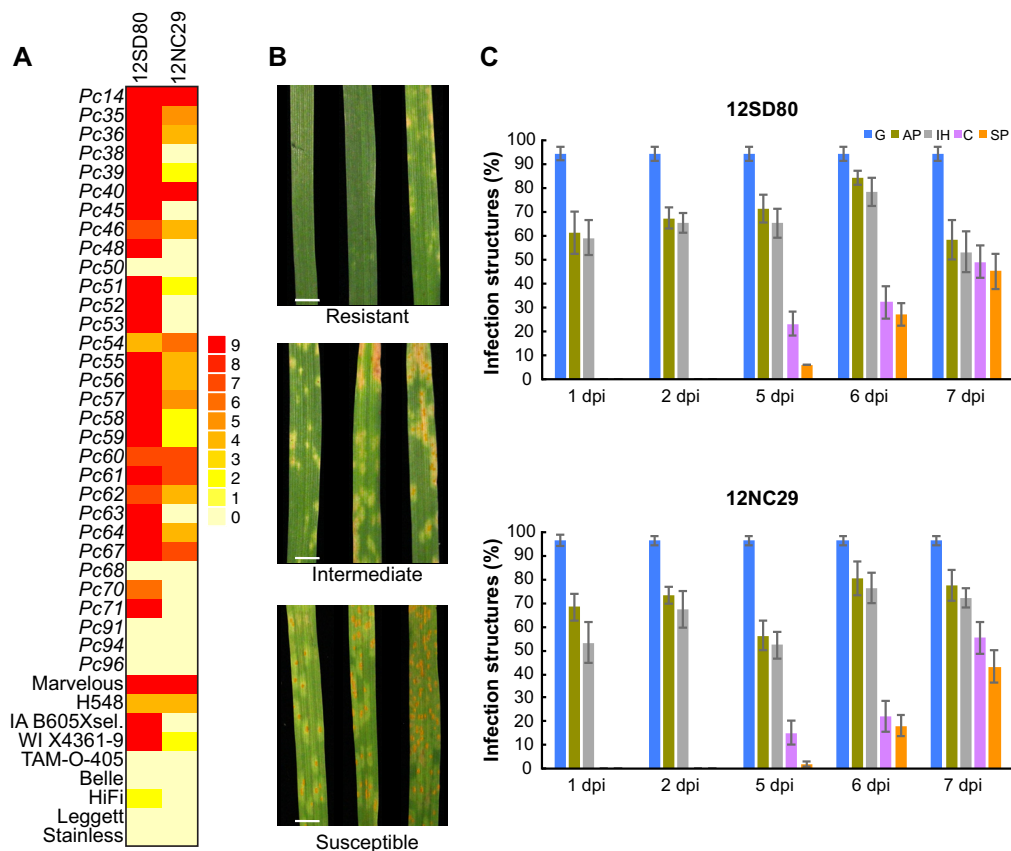 A
12SD80
12NC29
Pc14
Pc35
Pc36
Pc38
Pc39
Pc40
Pc45
Pc46
Pc48
Pc50
Pc51
Pc52
Pc53
Pc54
Pc55
Pc56
Pc57
Pc58
Pc59
Pc60
Pc61
Pc62
Pc63
Pc64
Pc67
Pc68
Pc70
Pc71
Pc91
Pc94
Pc96
Marvelous
H548
IA B605Xsel.
WI X4361-9
TAM-O-405
Belle
HiFi
Leggett
Stainless
9
8
7
6
5
4
3
2
1
0
B
Resistant
Intermediate
Susceptible
C
12SD80
G AP IH C SP
Infection structures (%)
100
90
80
70
60
50
40
30
20
10
0
1 dpi 2 dpi 5 dpi 6 dpi 7 dpi
12NC29
Infection structures (%)
100
90
80
70
60
50
40
30
20
10
0
1 dpi 2 dpi 5 dpi 6 dpi 7 dpi